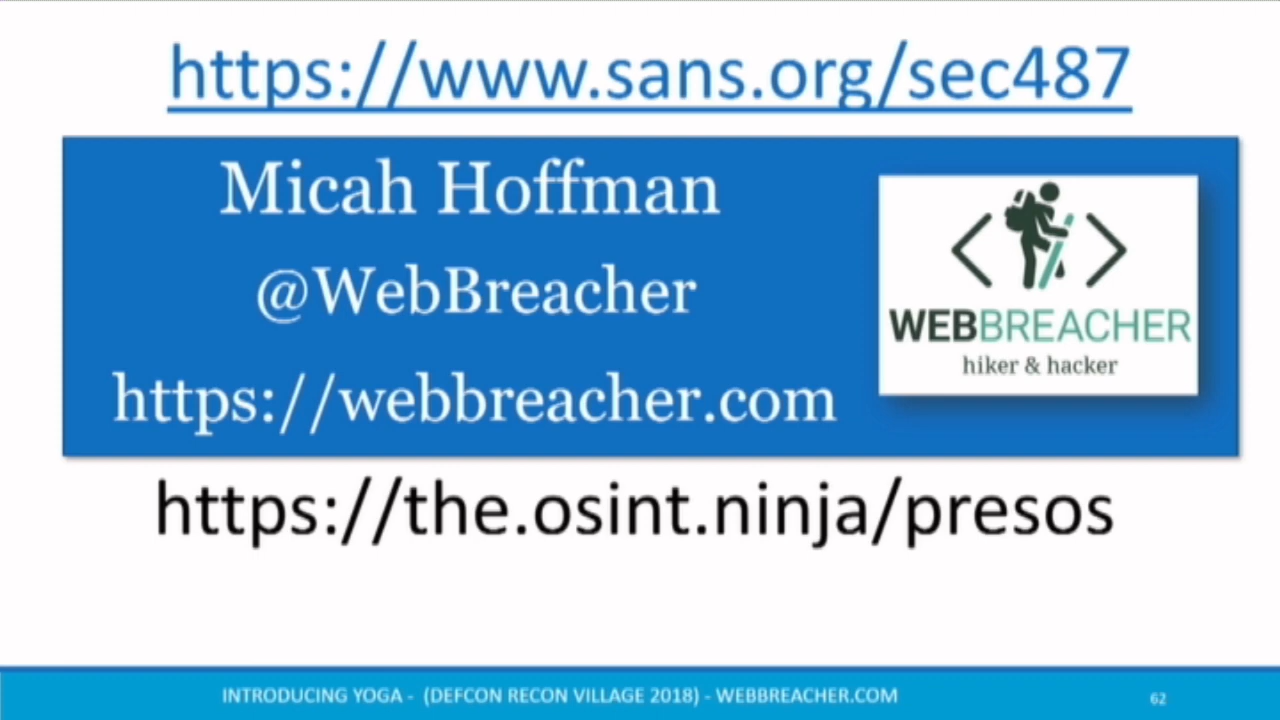 https://www.sans.org/sec487
Micah Hoffman
@WebBreacher
https://webbreacher.com
WEBBREACHER
hiker & hacker
https://the.osint.ninja/presos
INTRODUCING YOGA - (DEFCON RECON VILLAGE 2018) - WEBBREACHER.COM
62